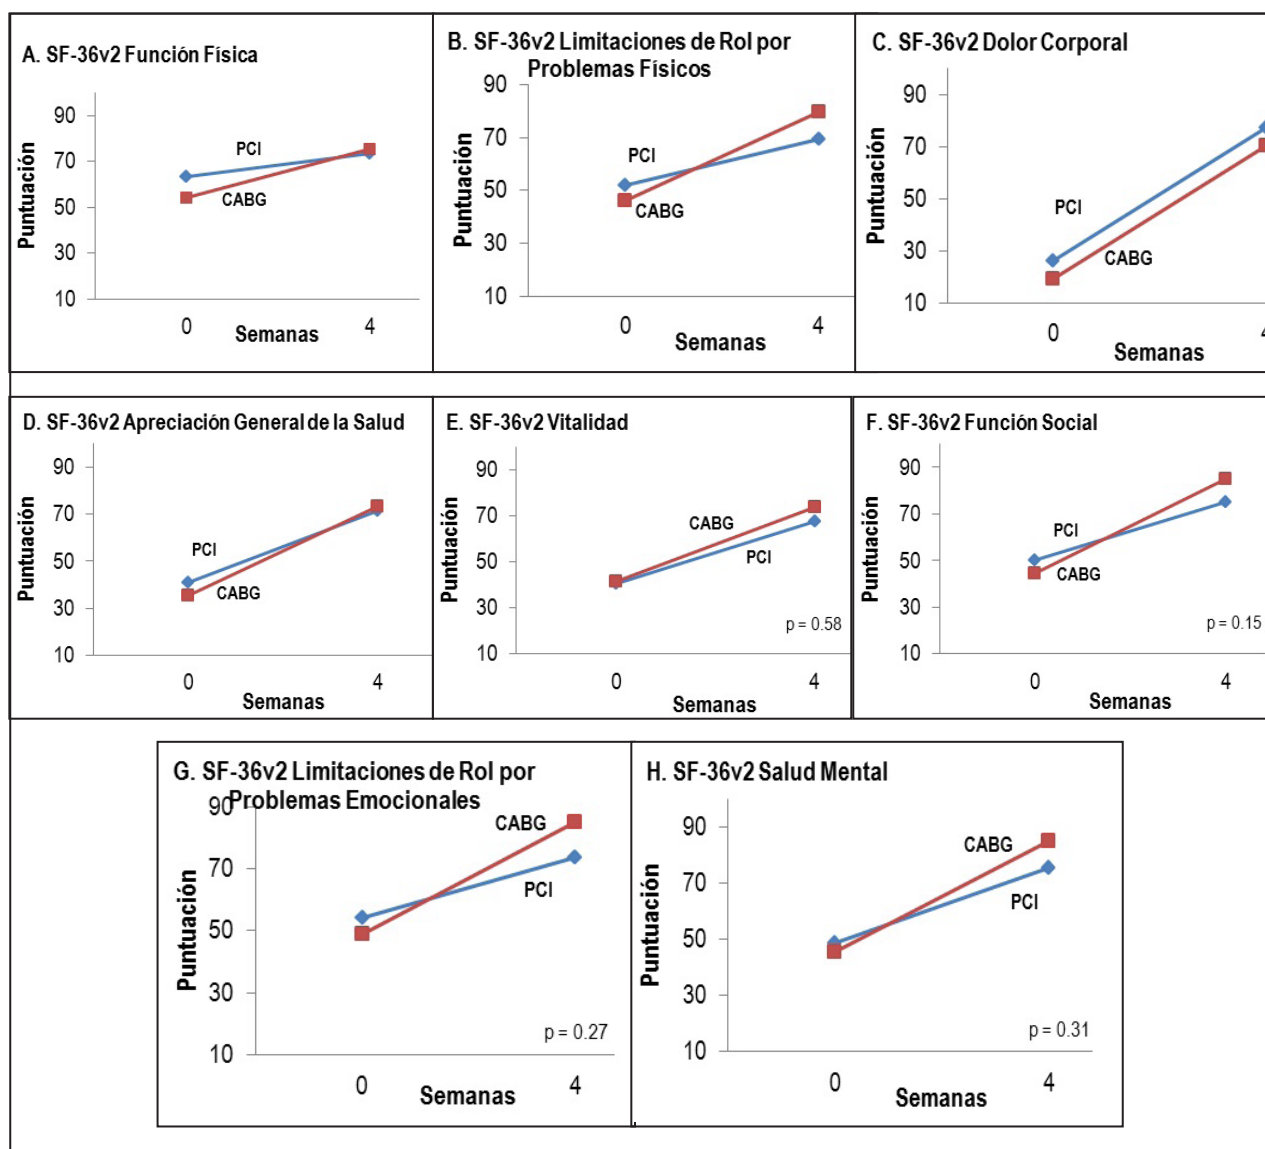 A. SF-36v2 Función Física
Puntuación
90
70
50
30
10
PCI
CABG
0
4
Semanas
B. SF-36v2 Limitaciones de Rol por
Problemas Físicos
Puntuación
90
70
50
30
10
PCI
CABG
0
4
Semanas
C. SF-36v2 Dolor Corporal
Puntuación
90
70
50
30
10
PCI
CABG
0
4
Semanas
D. SF-36v2 Apreciación General de la Salud
Puntuación
90
70
50
30
10
PCI
CABG
0
4
Semanas
E. SF-36v2 Vitalidad
Puntuación
90
70
50
30
10
CABG
PCI
p = 0.58
0
4
Semanas
F. SF-36v2 Función Social
Puntuación
90
70
50
30
10
PCI
CABG
p = 0.15
0
4
Semanas
G. SF-36v2 Limitaciones de Rol por
Problemas Emocionales
Puntuación
90
70
50
30
10
CABG
PCI
p = 0.27
0
4
Semanas
H. SF-36v2 Salud Mental
Puntuación
90
70
50
30
10
CABG
PCI
p = 0.31
0
4
Semanas